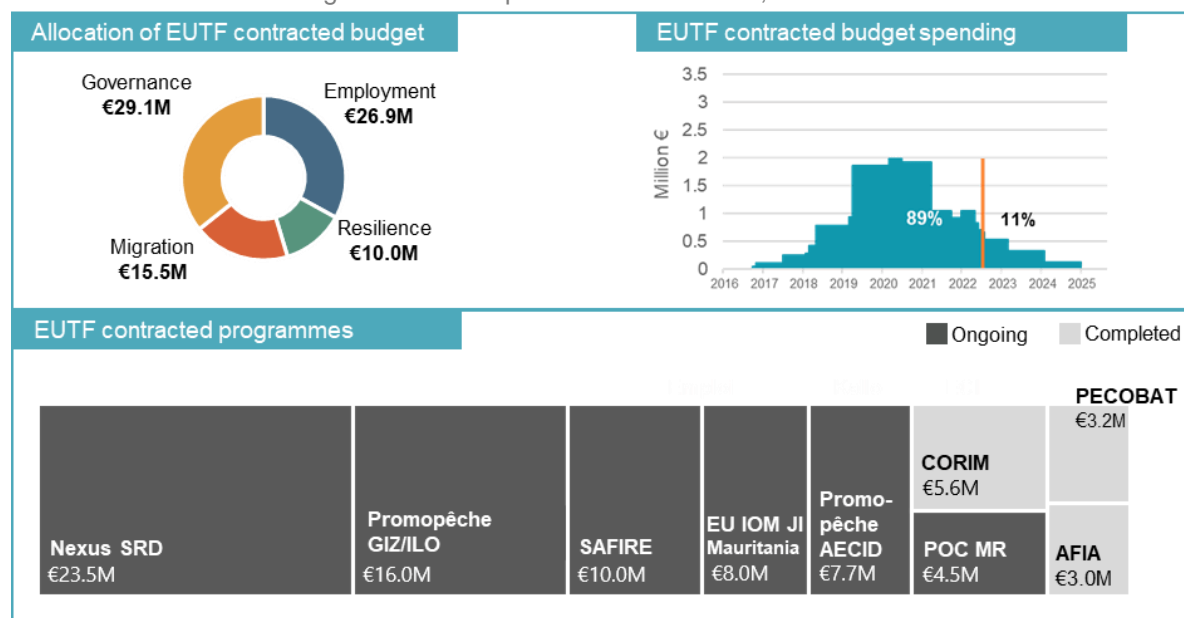 Allocation of EUTF contracted budget
Governance
€29.1M
Employment
€26.9M
Resilience
€10.0M
Migration
€15.5M
EUTF contracted budget spending
Million €
3.5
3
2.5
2
1.5
1
0.5
0
89%
11%
2016 2017 2018 2019 2020 2021 2022 2023 2024 2025
EUTF contracted programmes
Ongoing
Completed
Nexus SRD
€23.5M
Promopêche
GIZ/ILO
€16.0M
SAFIRE
€10.0M
EU IOM JI
Mauritania
€8.0M
Promo-
pêche
AECID
€7.7M
CORIM
€5.6M
POC MR
€4.5M
PECOBAT
€3.2M
AFIA
€3.0M